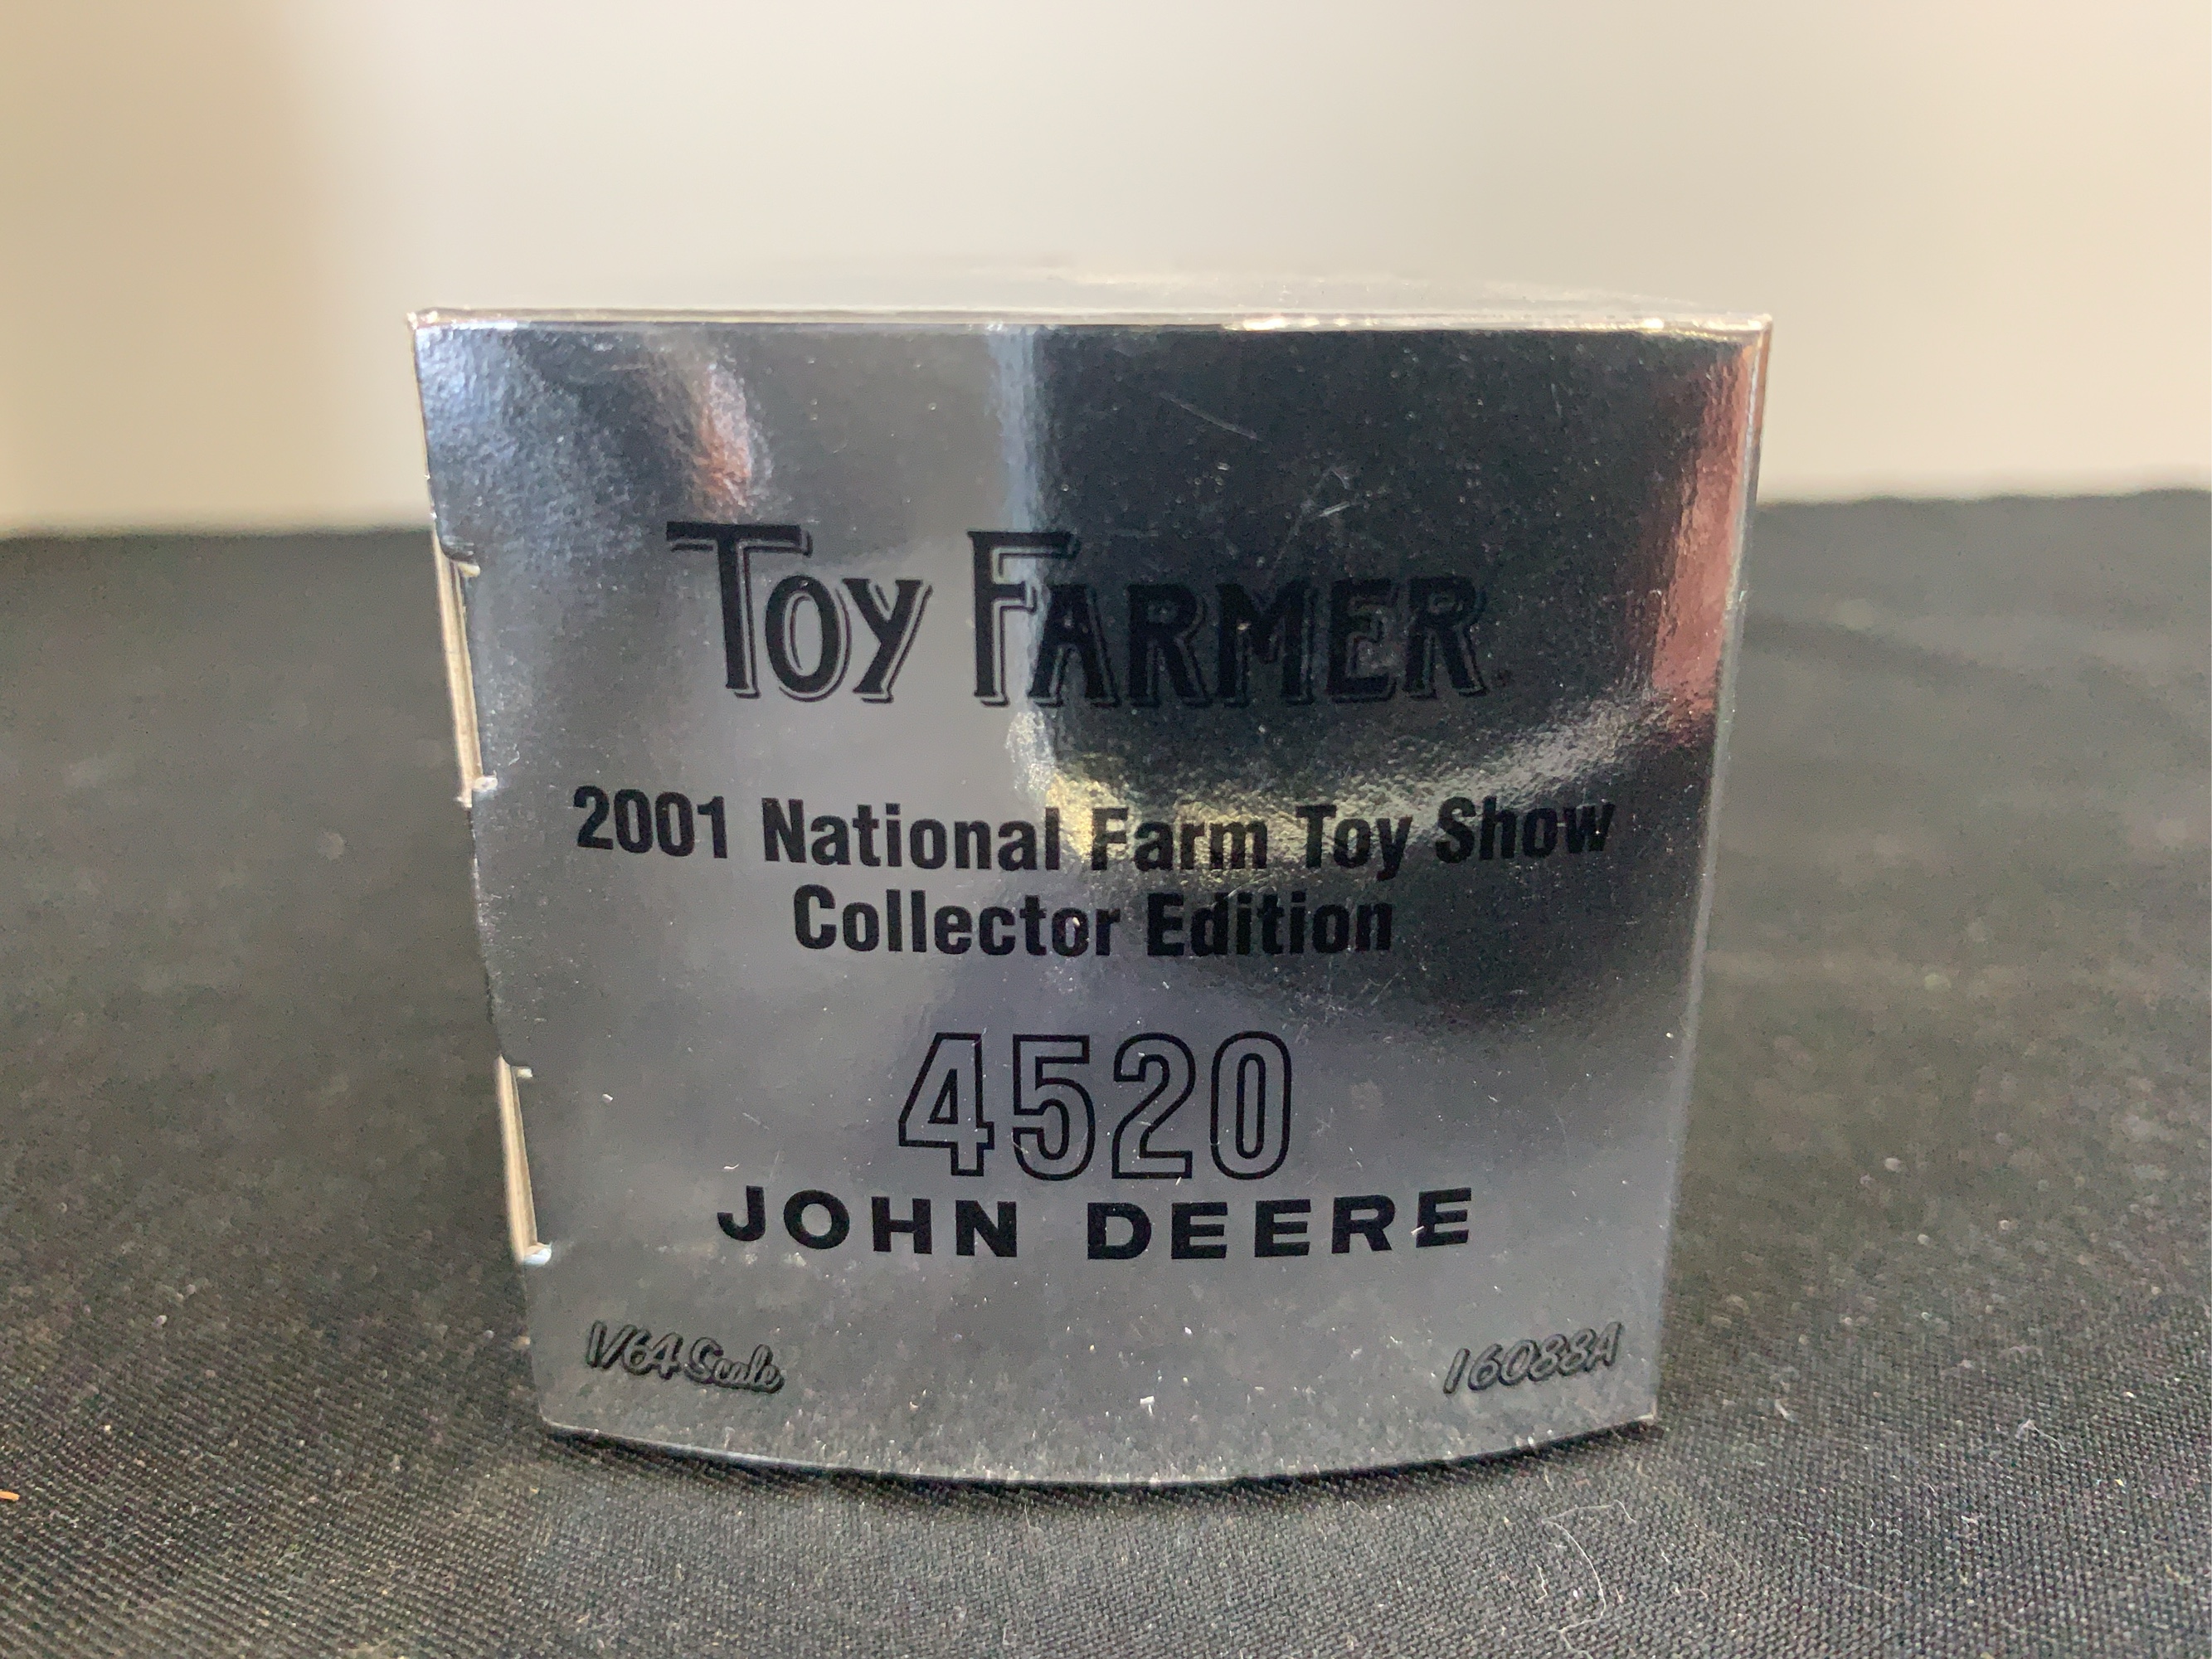 TOY FARMER
2001 National Farm Toy Show
Collector Edition
4520
JOHN DEERE
1/64 Scale
16088A